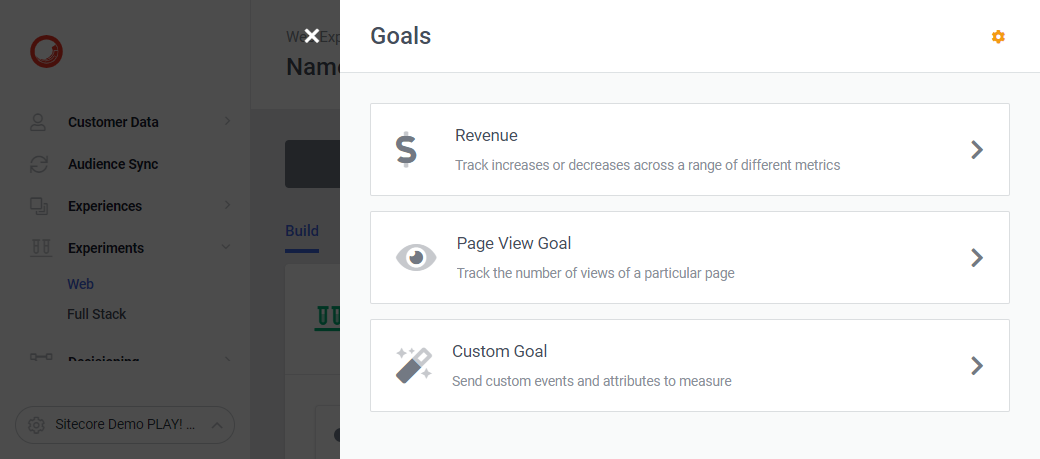 Customer Data
Audience Sync
Experiences
Experiments
Web
Full Stack
Decisioning
Sitecore Demo PLAY! ...
Web Exp
Name
Build
Goals
Revenue
Track increases or decreases across a range of different metrics
Page View Goal
Track the number of views of a particular page
Custom Goal
Send custom events and attributes to measure